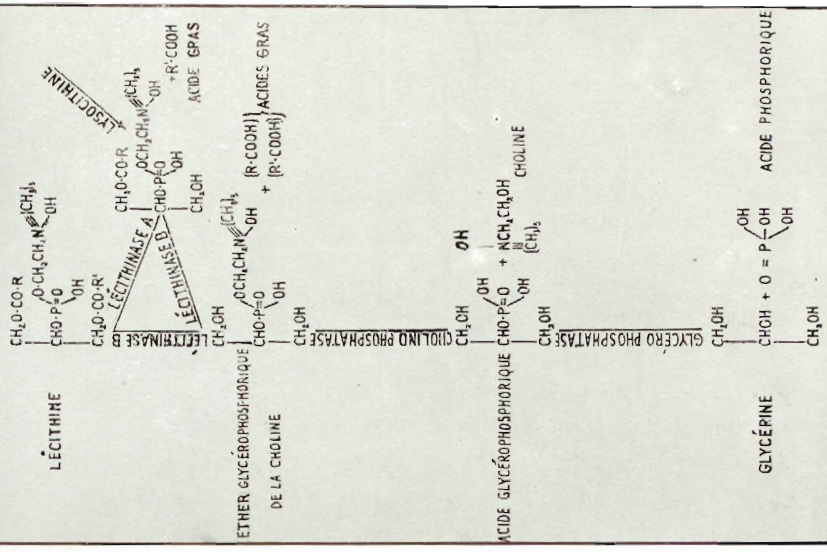 LÉCITHINE
CH₂O-CO-R
CHO-P=O
O-CH₂CH₂N≡(CH₃)₃
OH
OH
CH₂O-CO-R'
LYSOCITHINE
LÉCITHINASE B
LÉCITHINASE A
LÉCITHINASE B
CH₂O-CO-R
CHO-P=O
OCH₂CH₂N≡(CH₃)₃
OH
OH
CH₂OH
+R'COOH
ACIDE GRAS
ETHER GLYCÉROPHOSPHORIQUE
DE LA CHOLINE
CH₂OH
CHO-P=O
OCH₂CH₂N≡(CH₃)₃
OH
OH
CH₂OH
+ (R-COOH)
(R'-COOH)
ACIDES GRAS
CHOLINO PHOSPHATASE
ACIDE GLYCÉROPHOSPHORIQUE
CH₂OH
CHO-P=O
OH
OH
CH₂OH
+ NCH₂CH₂OH
OH
(CH₃)₃
CHOLINE
GLYCÉRO PHOSPHATASE
GLYCÉRINE
CH₂OH
CHOH + O = P-OH
OH
OH
CH₂OH
ACIDE PHOSPHORIQUE